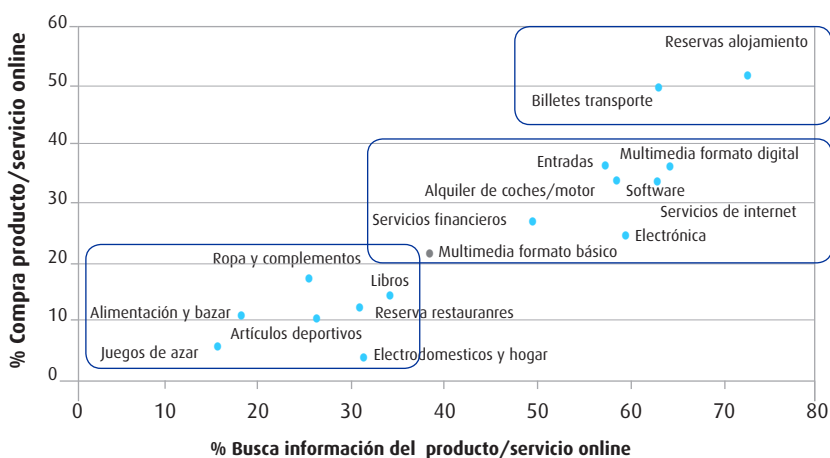 % Compra producto/servicio online
60
50
40
30
20
10
0
Reservas alojamiento
Billetes transporte
Entradas
Multimedia formato digital
Alquiler de coches/motor
Software
Servicios financieros
Servicios de internet
Electrónica
Multimedia formato básico
Ropa y complementos
Libros
Alimentación y bazar
Reserva restauranres
Artículos deportivos
Juegos de azar
Electrodomesticos y hogar
0 10 20 30 40 50 60 70 80
% Busca información del producto/servicio online